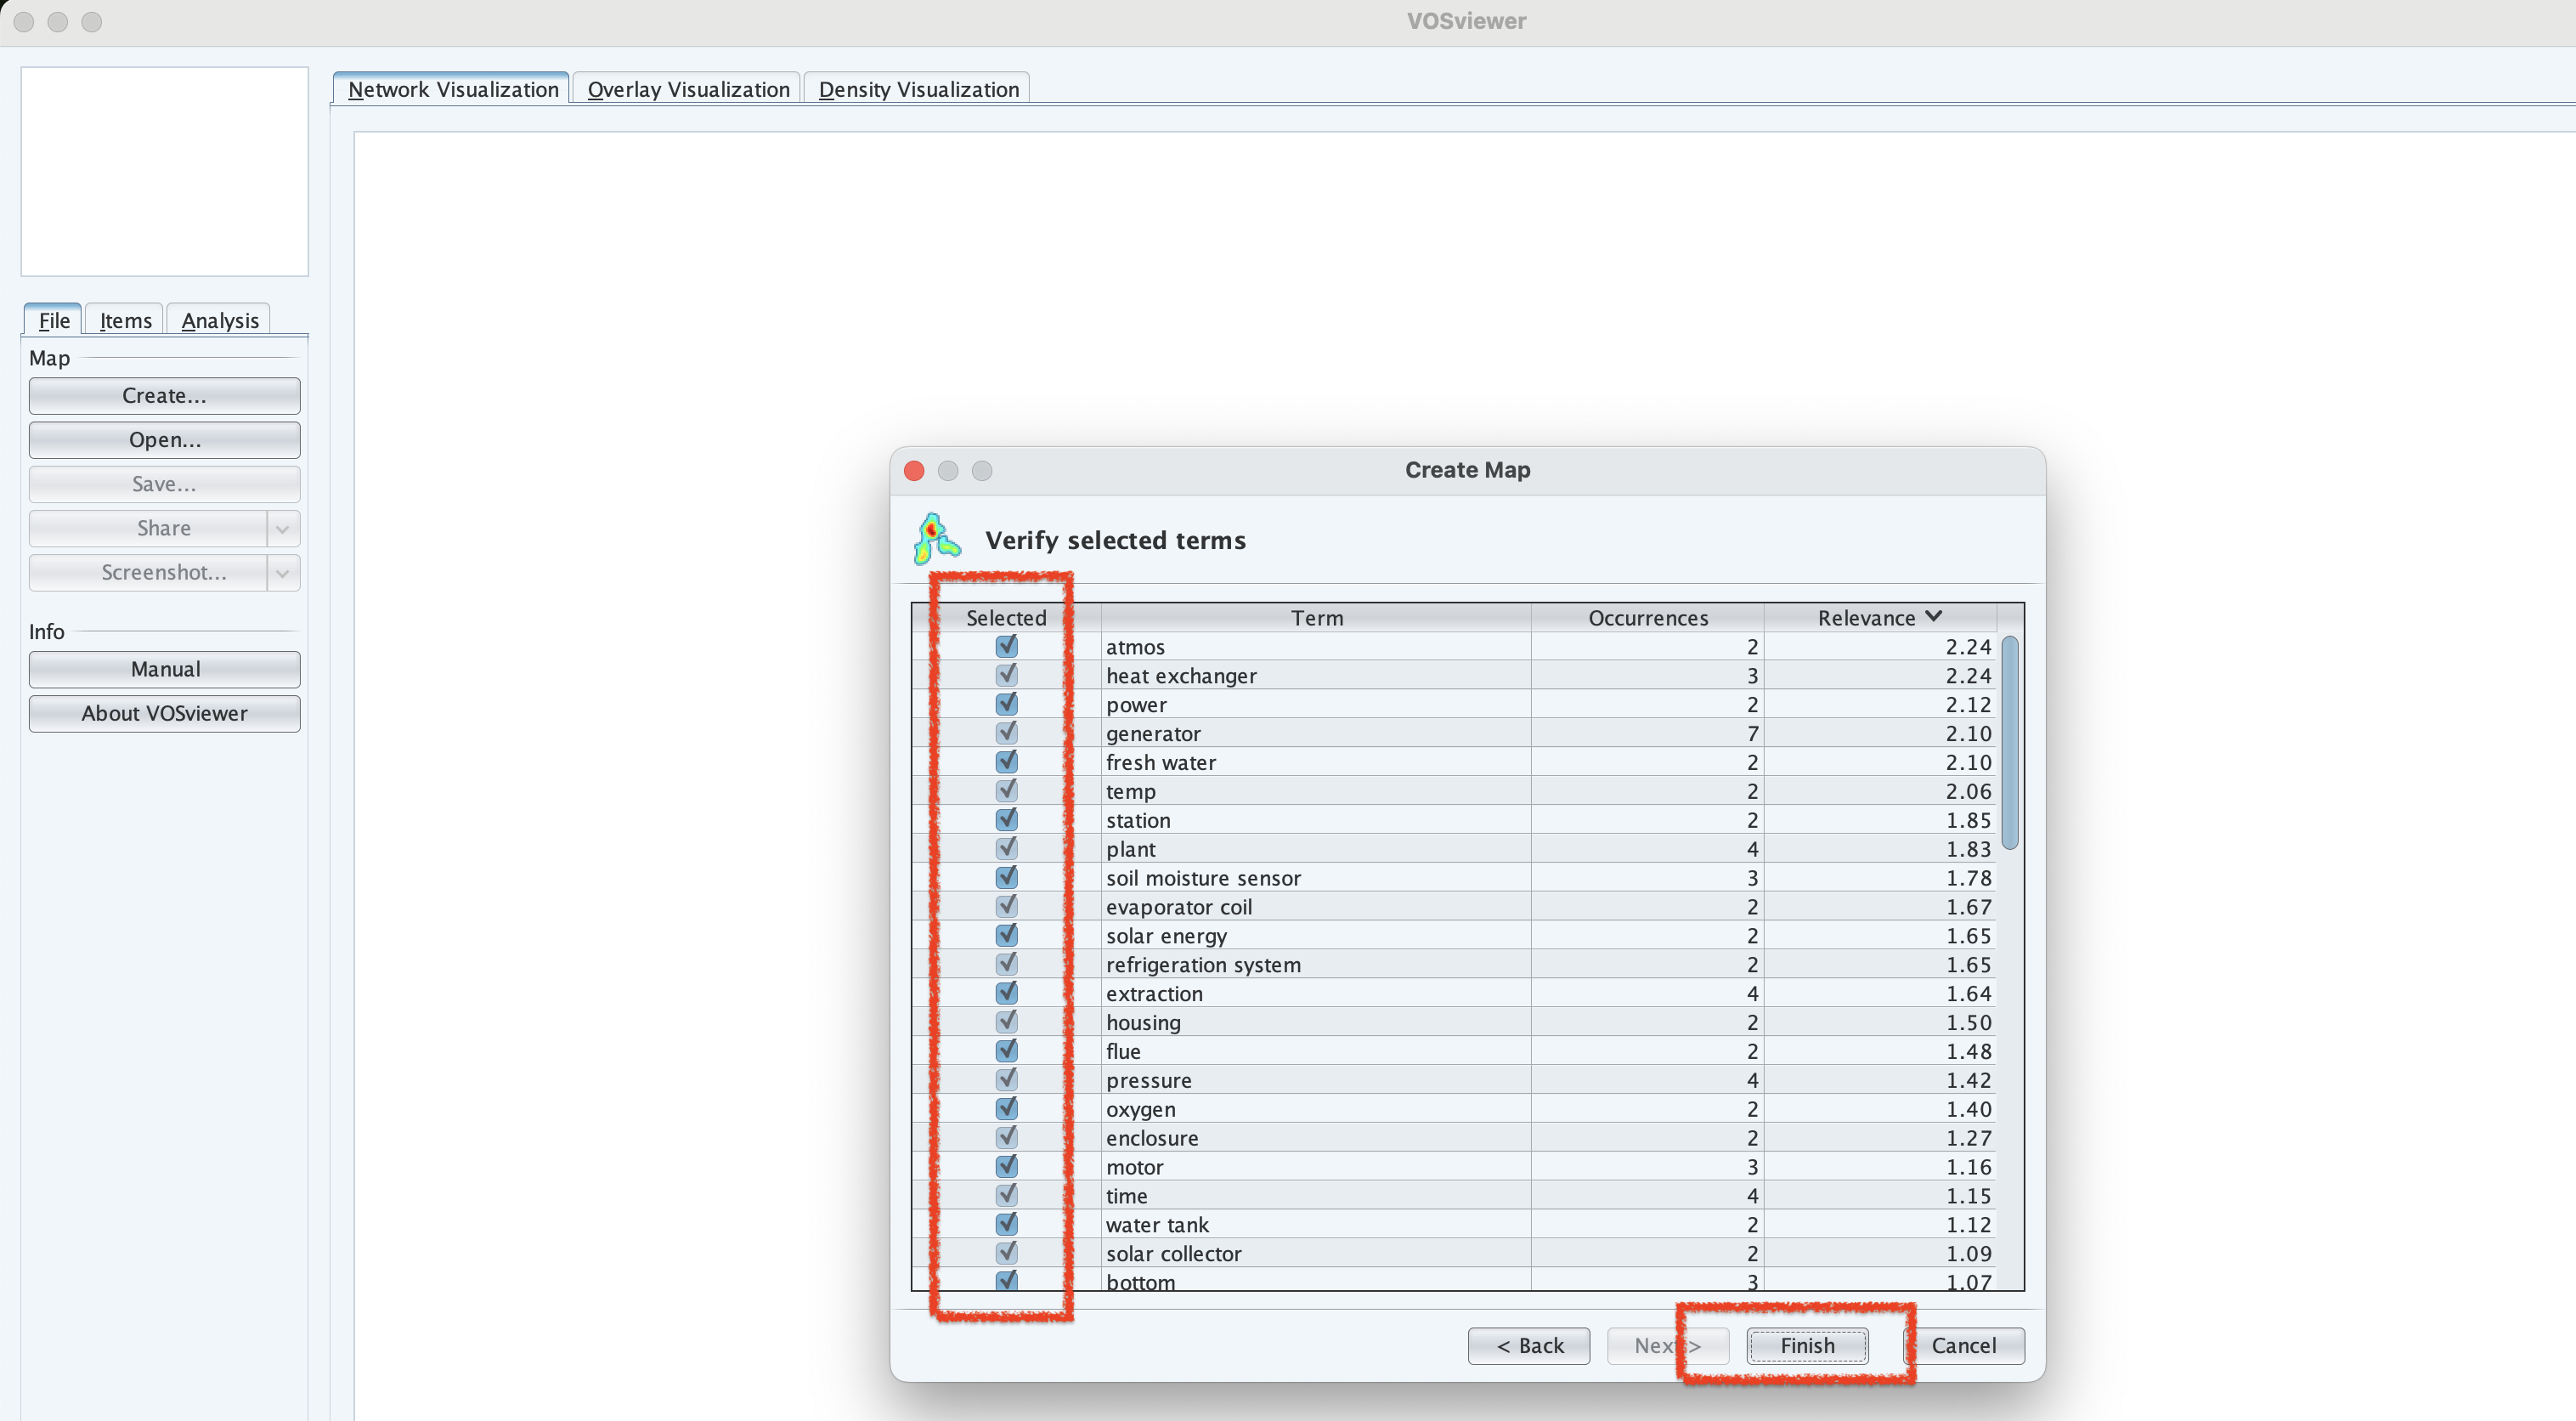 VOSviewer
Network Visualization Overlay Visualization Density Visualization
File Items Analysis
Map
Create...
Open...
Save...
Share
Screenshot...
Info
Manual
About VOSviewer
Create Map
Verify selected terms
Selected Term Occurrences Relevance
atmos 2 2.24
heat exchanger 3 2.24
power 2 2.12
generator 7 2.10
fresh water 2 2.10
temp 2 2.06
station 2 1.85
plant 4 1.83
soil moisture sensor 3 1.78
evaporator coil 2 1.67
solar energy 2 1.65
refrigeration system 2 1.65
extraction 4 1.64
housing 2 1.50
flue 2 1.48
pressure 4 1.42
oxygen 2 1.40
enclosure 2 1.27
motor 3 1.16
time 4 1.15
water tank 2 1.12
solar collector 2 1.09
bottom 3 1.07
< Back Next > Finish Cancel